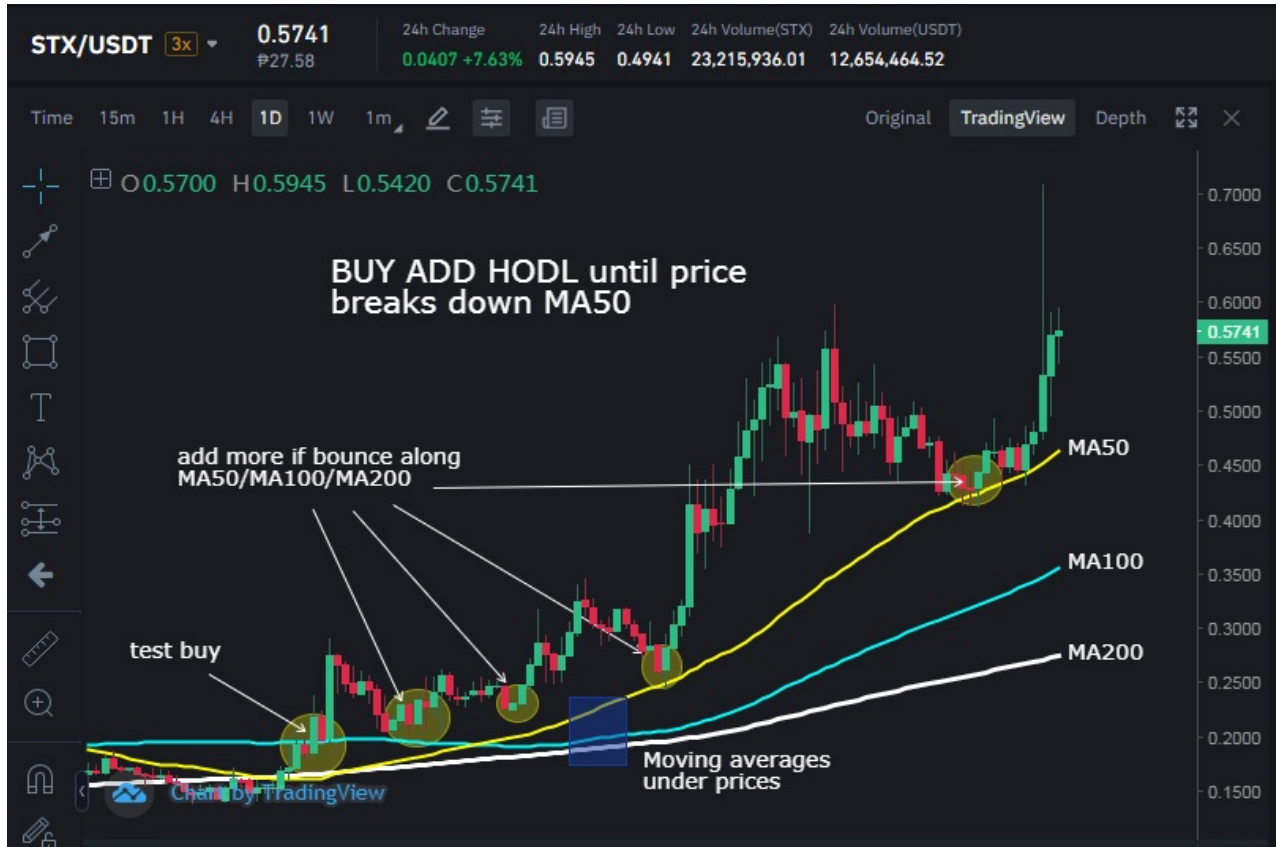 STX/USDT 3x 0.5741 24h Change 24h High 24h Low 24h Volume(STX) 24h Volume(USDT)
₱27.58 0.0407 +7.63% 0.5945 0.4941 23,215,936.01 12,654,464.52
Time 15m 1H 4H 1D 1W 1m Original TradingView Depth
O0.5700 H0.5945 L0.5420 C0.5741
0.7000
BUY ADD HODL until price
breaks down MA50
0.6500
0.6000
0.5741
0.5500
0.5000
add more if bounce along
MA50/MA100/MA200
MA50
0.4500
0.4000
MA100
0.3500
0.3000
test buy
MA200
0.2500
0.2000
Moving averages
under prices
Chart by TradingView
0.1500